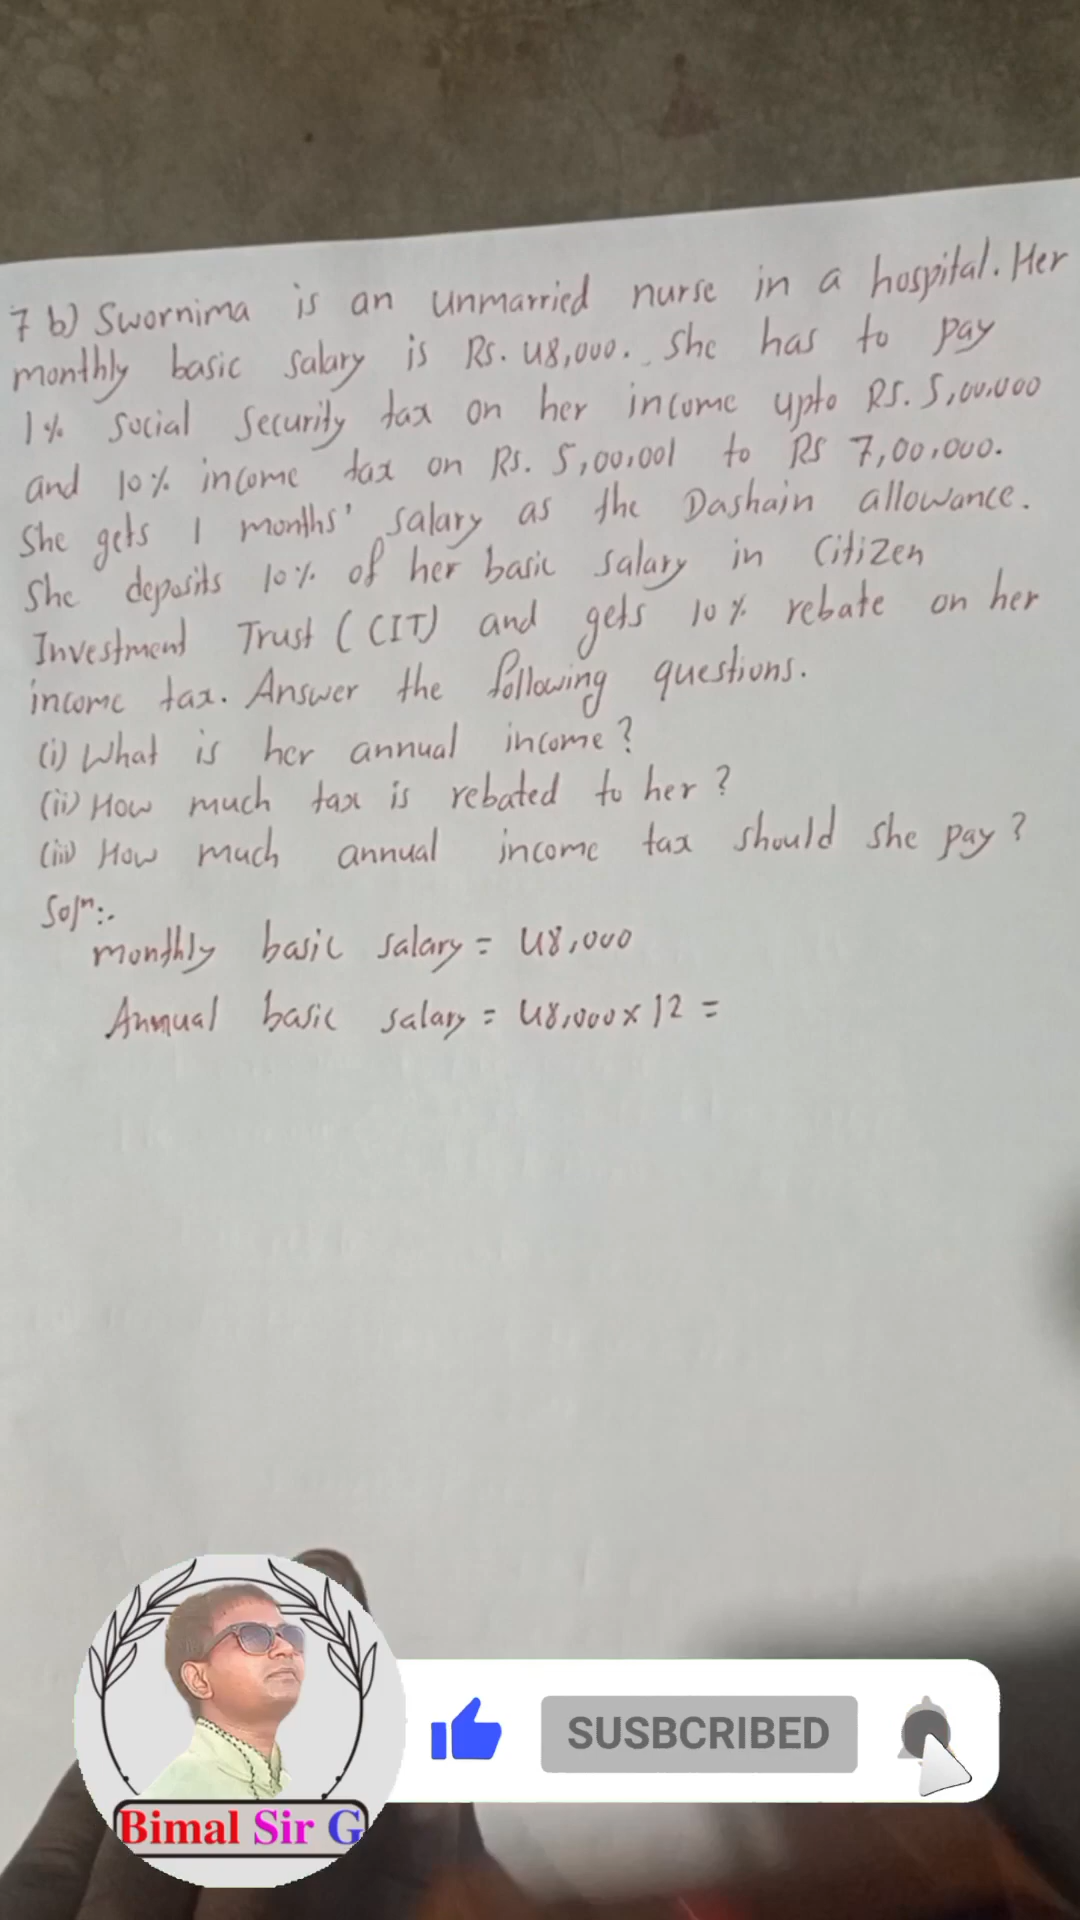 7 b) Swornima is an unmarried nurse in a hospital. Her
monthly basic salary is Rs. 48,000. She has to pay
1% Social Security tax on her income upto RS. 5,00,000
and 10% income tax on Rs. 5,00,001 to RS 7,00,000.
She gets 1 months' salary as the Dashain allowance.
She deposits 10% of her basic salary in Citizen
Investment Trust (CIT) and gets 10% rebate on her
income tax. Answer the following questions.
(i) What is her annual income?
(ii) How much tax is rebated to her?
(iii) How much annual income tax should she pay?
Solⁿ:-
monthly basic salary = 48,000
Annual basic salary = 48,000 x 12 =
SUSBCRIBED
Bimal Sir G